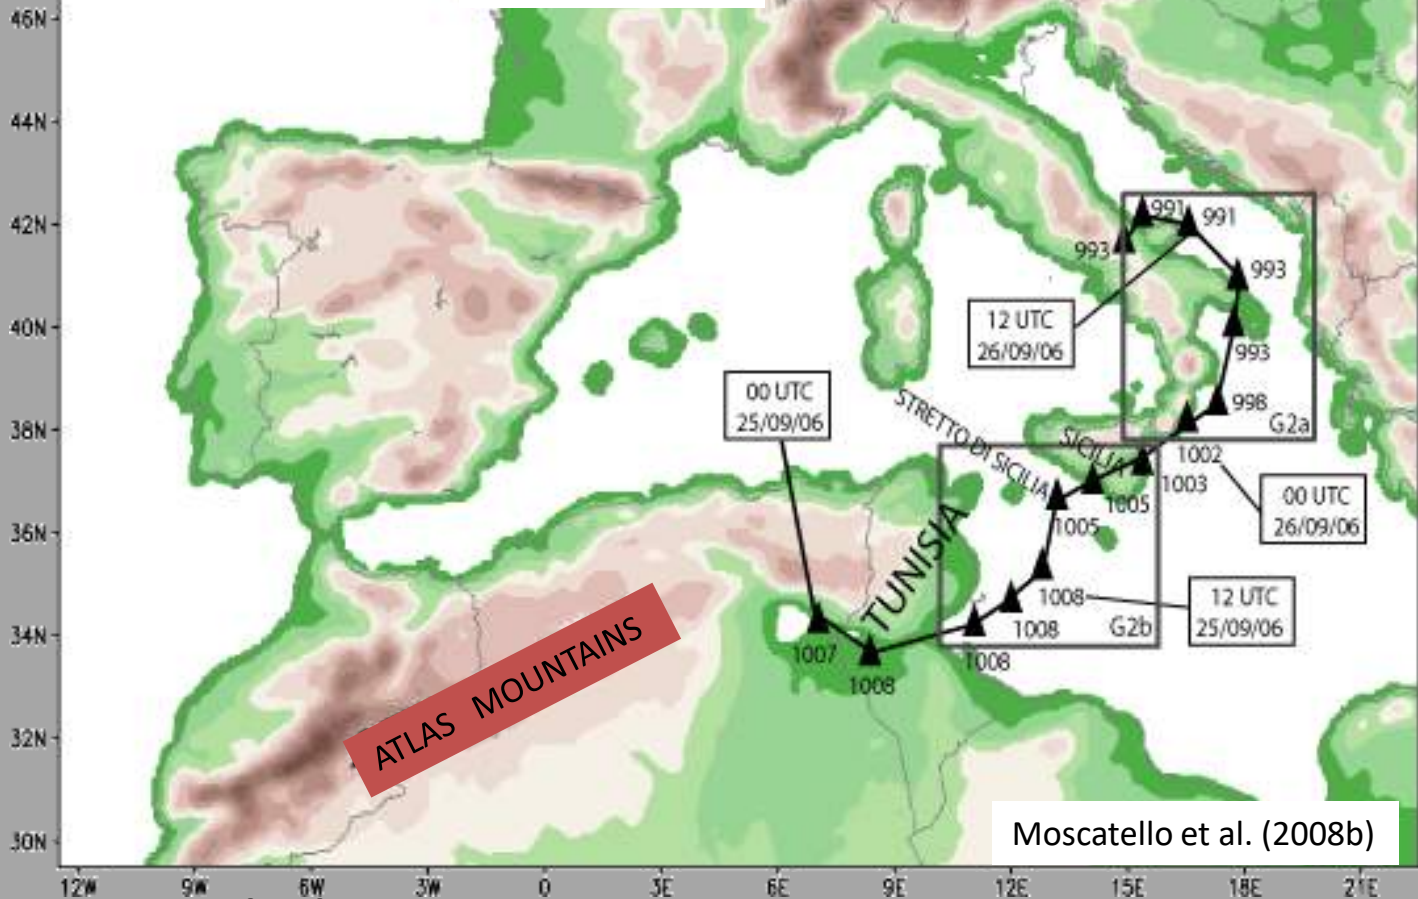 46N
44N
42N
40N
38N
36N
34N
32N
30N
12W
9W
6W
3W
0
3E
6E
9E
12E
15E
18E
21E
991
991
993
993
993
998
G2a
12 UTC
26/09/06
00 UTC
25/09/06
STRETTO DI SICILIA
SICILIA
1002
1003
1005
1005
00 UTC
26/09/06
TUNISIA
1008
1008
G2b
12 UTC
25/09/06
1007
1008
1008
ATLAS MOUNTAINS
Moscatello et al. (2008b)